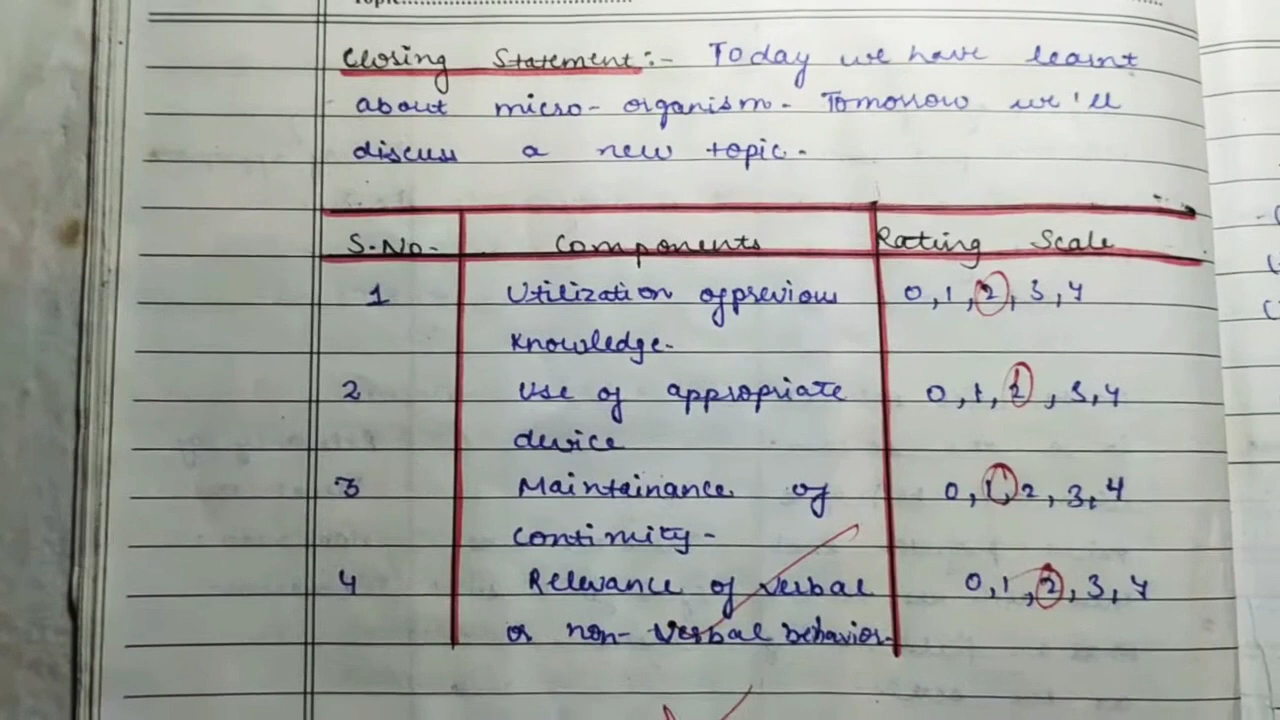 Topic
Closing Statement :- Today we have learnt
about micro-organism. Tomorrow we'll
discuss a new topic.
S.No. Components Rating Scale
1 Utilization of previous 0, 1, 2, 3, 4
knowledge.
2 Use of appropriate 0, 1, 2, 3, 4
device
3 Maintainance of 0, 1, 2, 3, 4
continity -
4 Relevance of verbal 0, 1, 2, 3, 4
or non-verbal behavior.